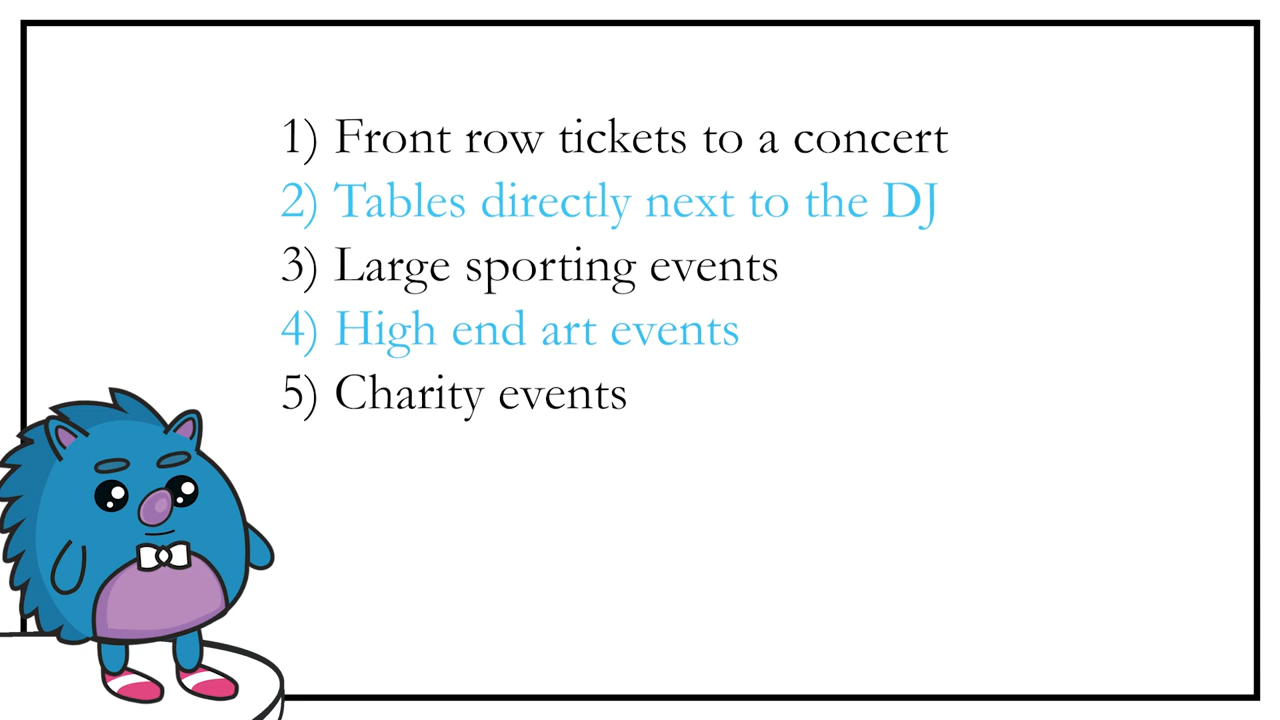 1) Front row tickets to a concert
2) Tables directly next to the DJ
3) Large sporting events
4) High end art events
5) Charity events